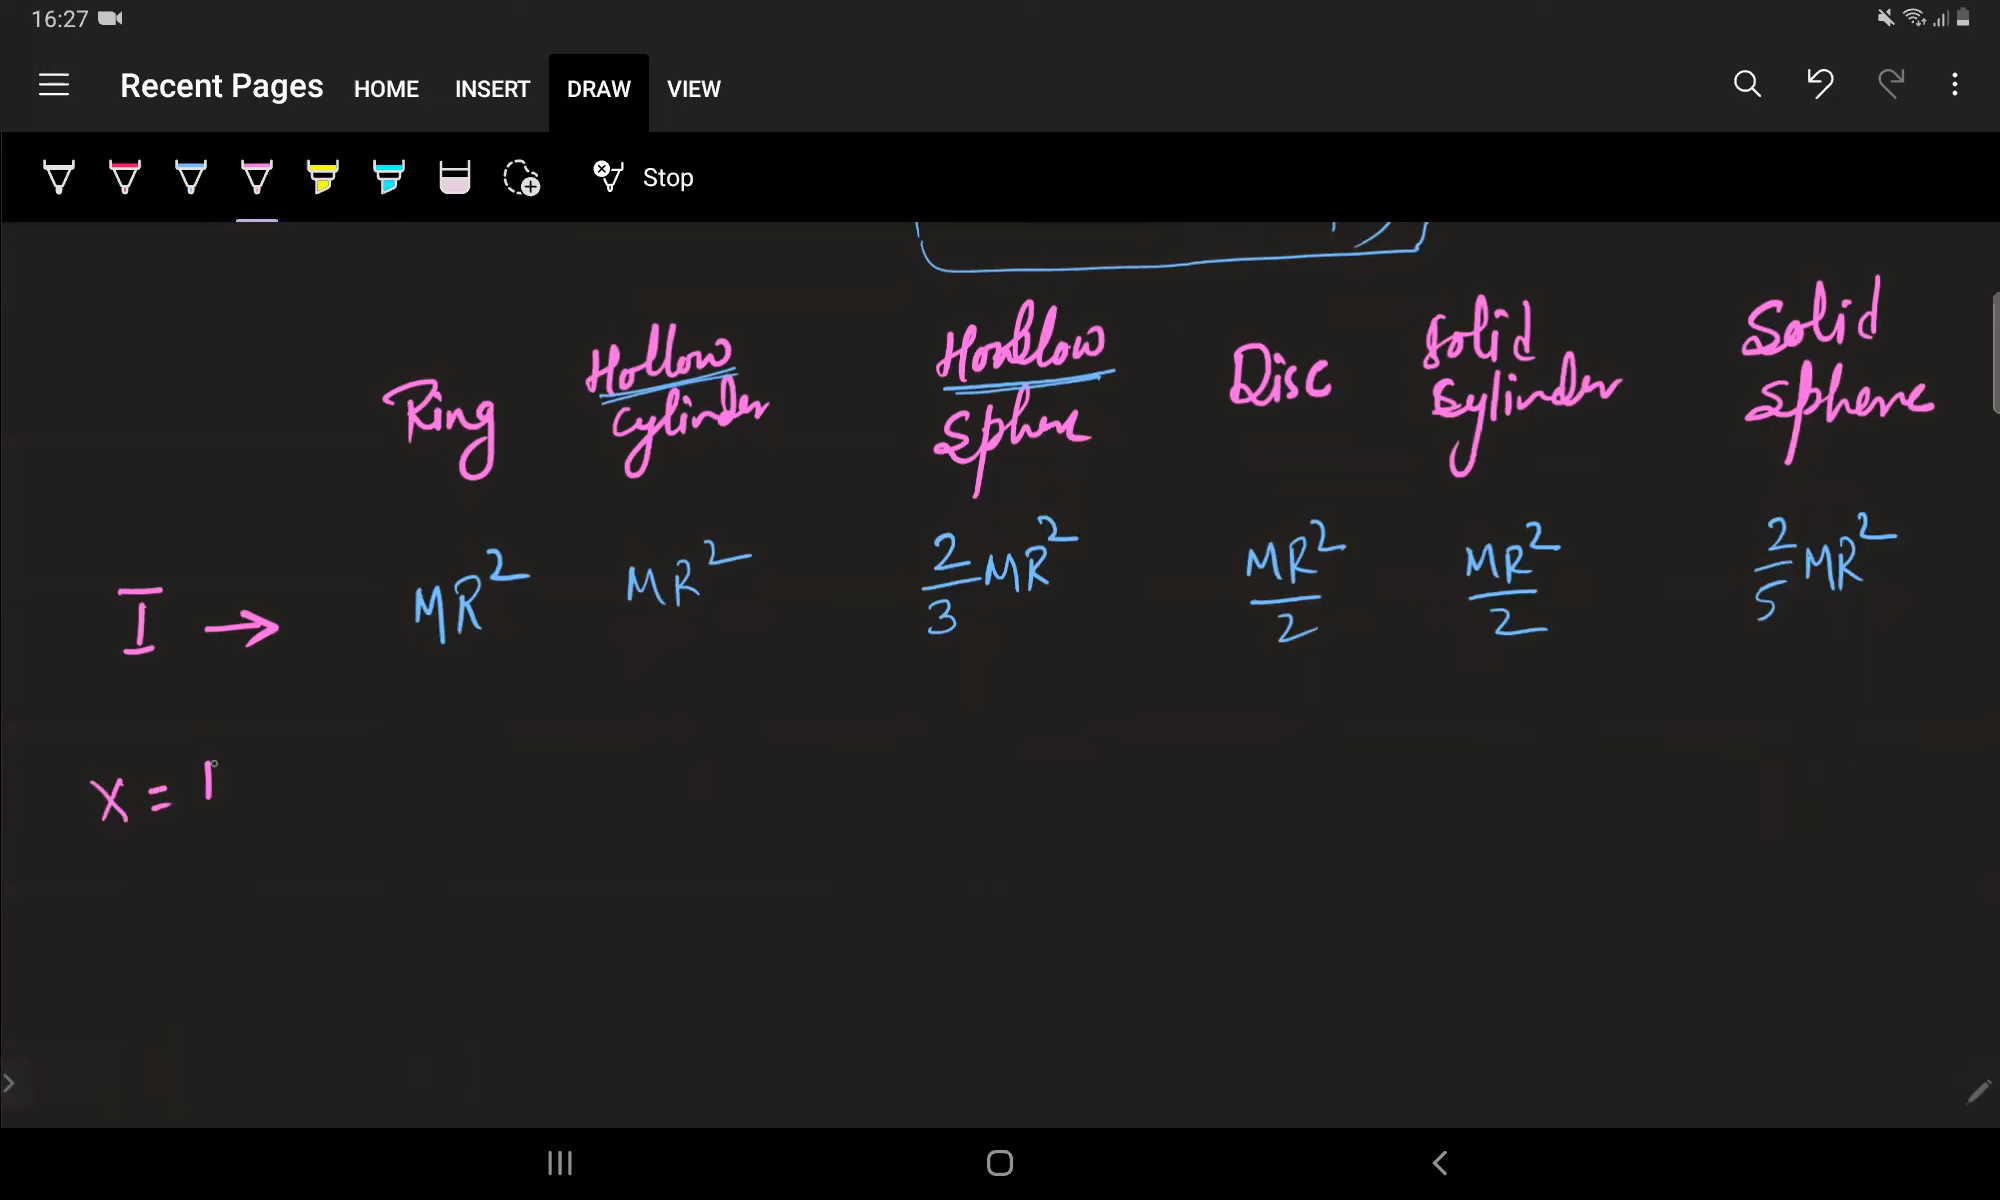 16:27
Recent Pages HOME INSERT DRAW VIEW
Stop
Ring Hollow Cylinder Hollow Sphere Disc Solid Cylinder Solid Sphere
I → MR² MR² 2/3 MR² MR²/2 MR²/2 2/5 MR²
X = 1